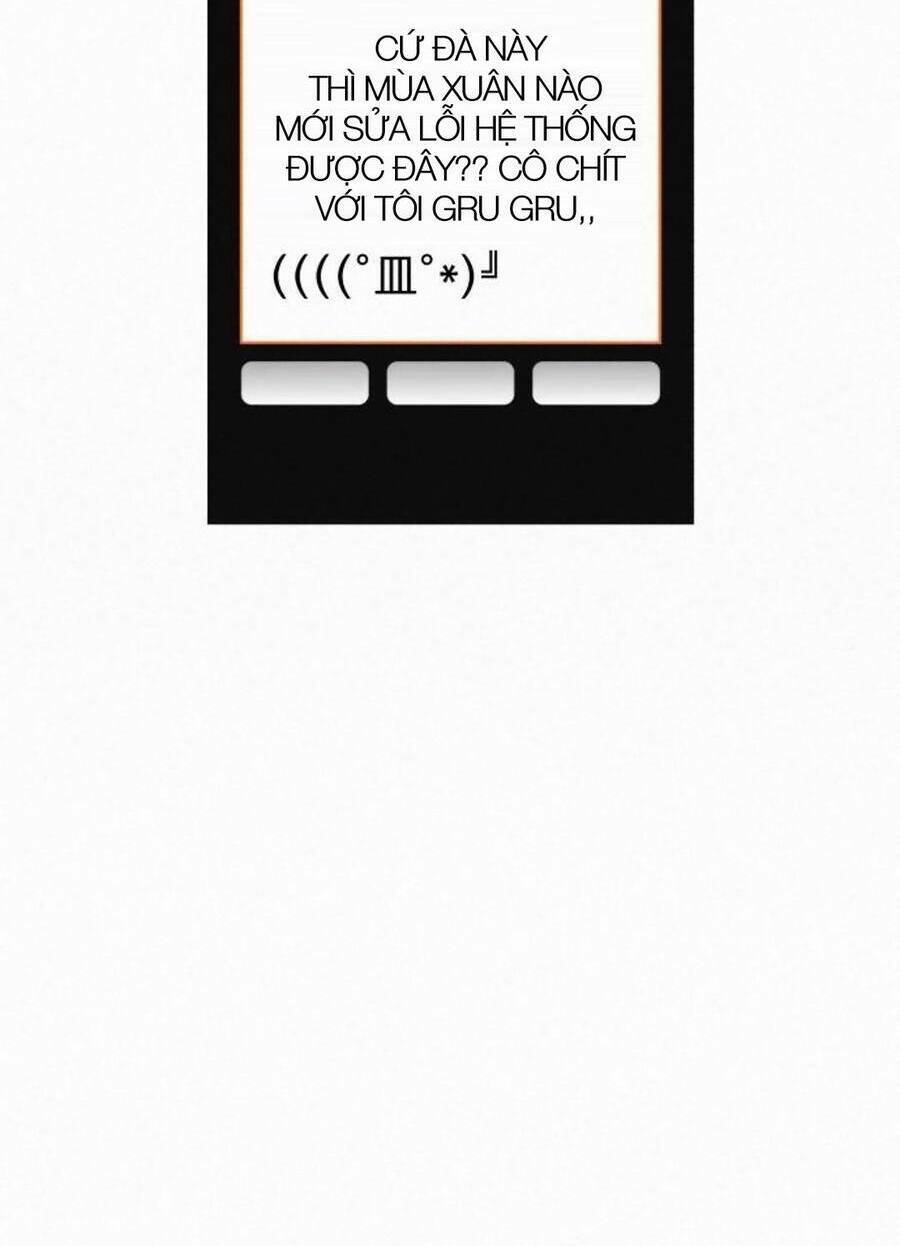 CỨ ĐÀ NÀY
THÌ MÙA XUÂN NÀO
MỚI SỬA LỖI HỆ THỐNG
ĐƯỢC ĐÂY?? CÔ CHÍT
VỚI TÔI GRU GRU,,
((((°皿°*)╝